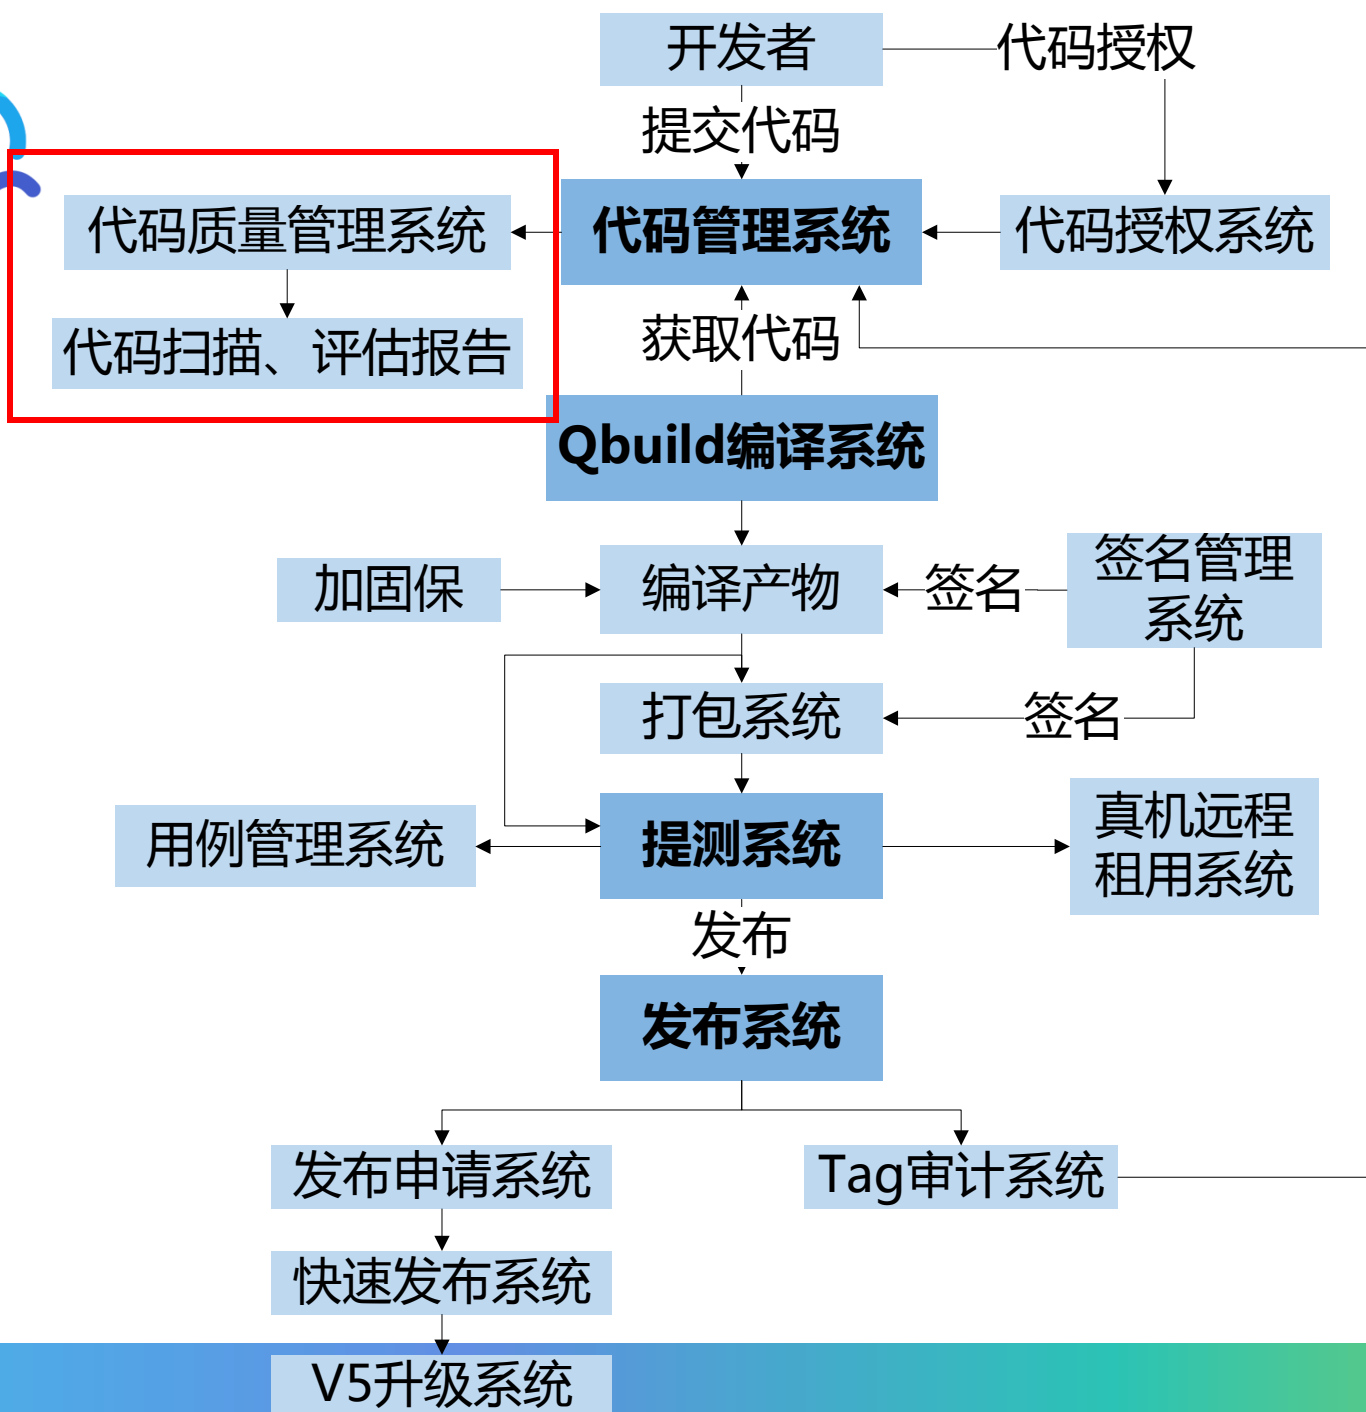 开发者
代码授权
提交代码
代码质量管理系统
代码管理系统
代码授权系统
代码扫描、评估报告
获取代码
Qbuild编译系统
加固保
编译产物
签名
签名管理
系统
打包系统
签名
用例管理系统
提测系统
真机远程
租用系统
发布
发布系统
发布申请系统
Tag审计系统
快速发布系统
V5升级系统